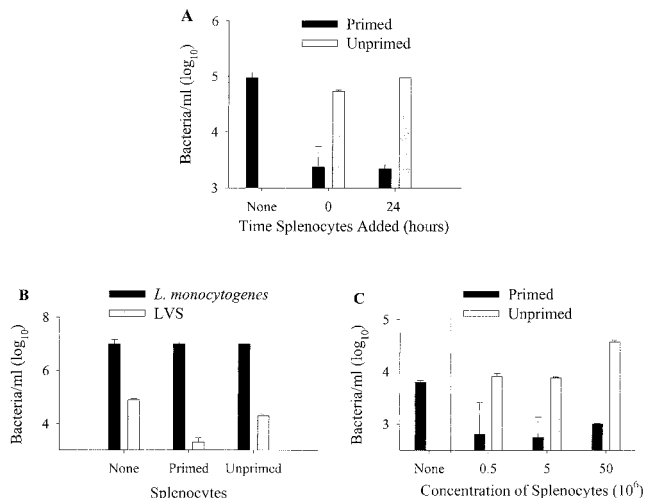 A
Primed
Unprimed
Bacteria/ml (log10)
6
5
4
3
None
0
24
Time Splenocytes Added (hours)
B
L. monocytogenes
LVS
Bacteria/ml (log10)
8
6
4
None
Primed
Unprimed
Splenocytes
C
Primed
Unprimed
Bacteria/ml (log10)
5
4
3
None
0.5
5
50
Concentration of Splenocytes (10^6)